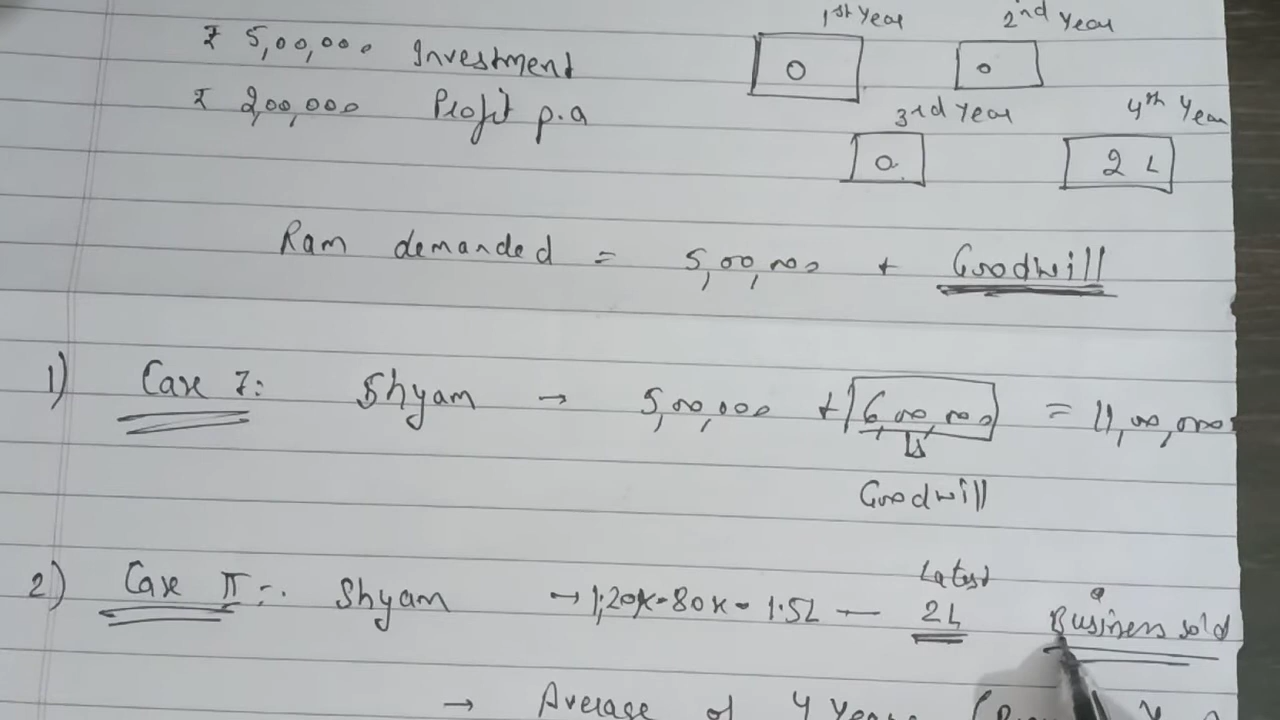 1st Year 2nd Year
₹ 5,00,000 Investment 0 0
₹ 2,00,000 Profit p.a 3rd Year 4th Year
0 2 L
Ram demanded = 5,00,000 + Goodwill
1) Case I: Shyam → 5,00,000 + 6,00,000 = 11,00,000
Goodwill
Latest
2) Case II:-. Shyam → 1,20K-80K-1.5L — 2L Business sold
→ Average of 4 Years